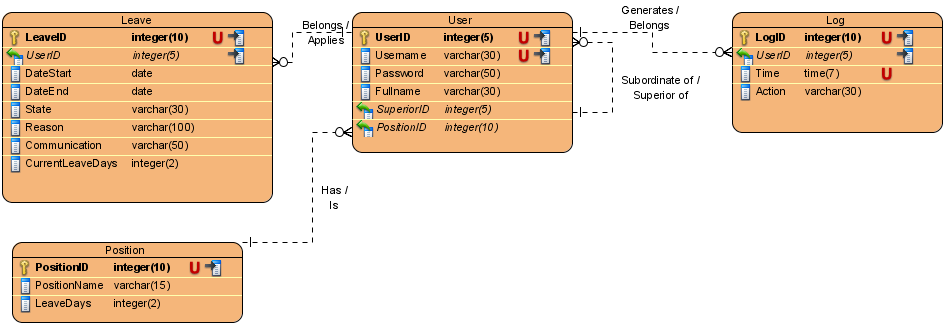 Leave
LeaveID integer(10) U
UserID integer(5)
DateStart date
DateEnd date
State varchar(30)
Reason varchar(100)
Communication varchar(50)
CurrentLeaveDays integer(2)
Belongs /
Applies
User
UserID integer(5) U
Username varchar(30) U
Password varchar(50)
Fullname varchar(30)
SuperiorID integer(5)
PositionID integer(10)
Generates /
Belongs
Subordinate of /
Superior of
Log
LogID integer(10) U
UserID integer(5)
Time time(7) U
Action varchar(30)
Has /
Is
Position
PositionID integer(10) U
PositionName varchar(15)
LeaveDays integer(2)